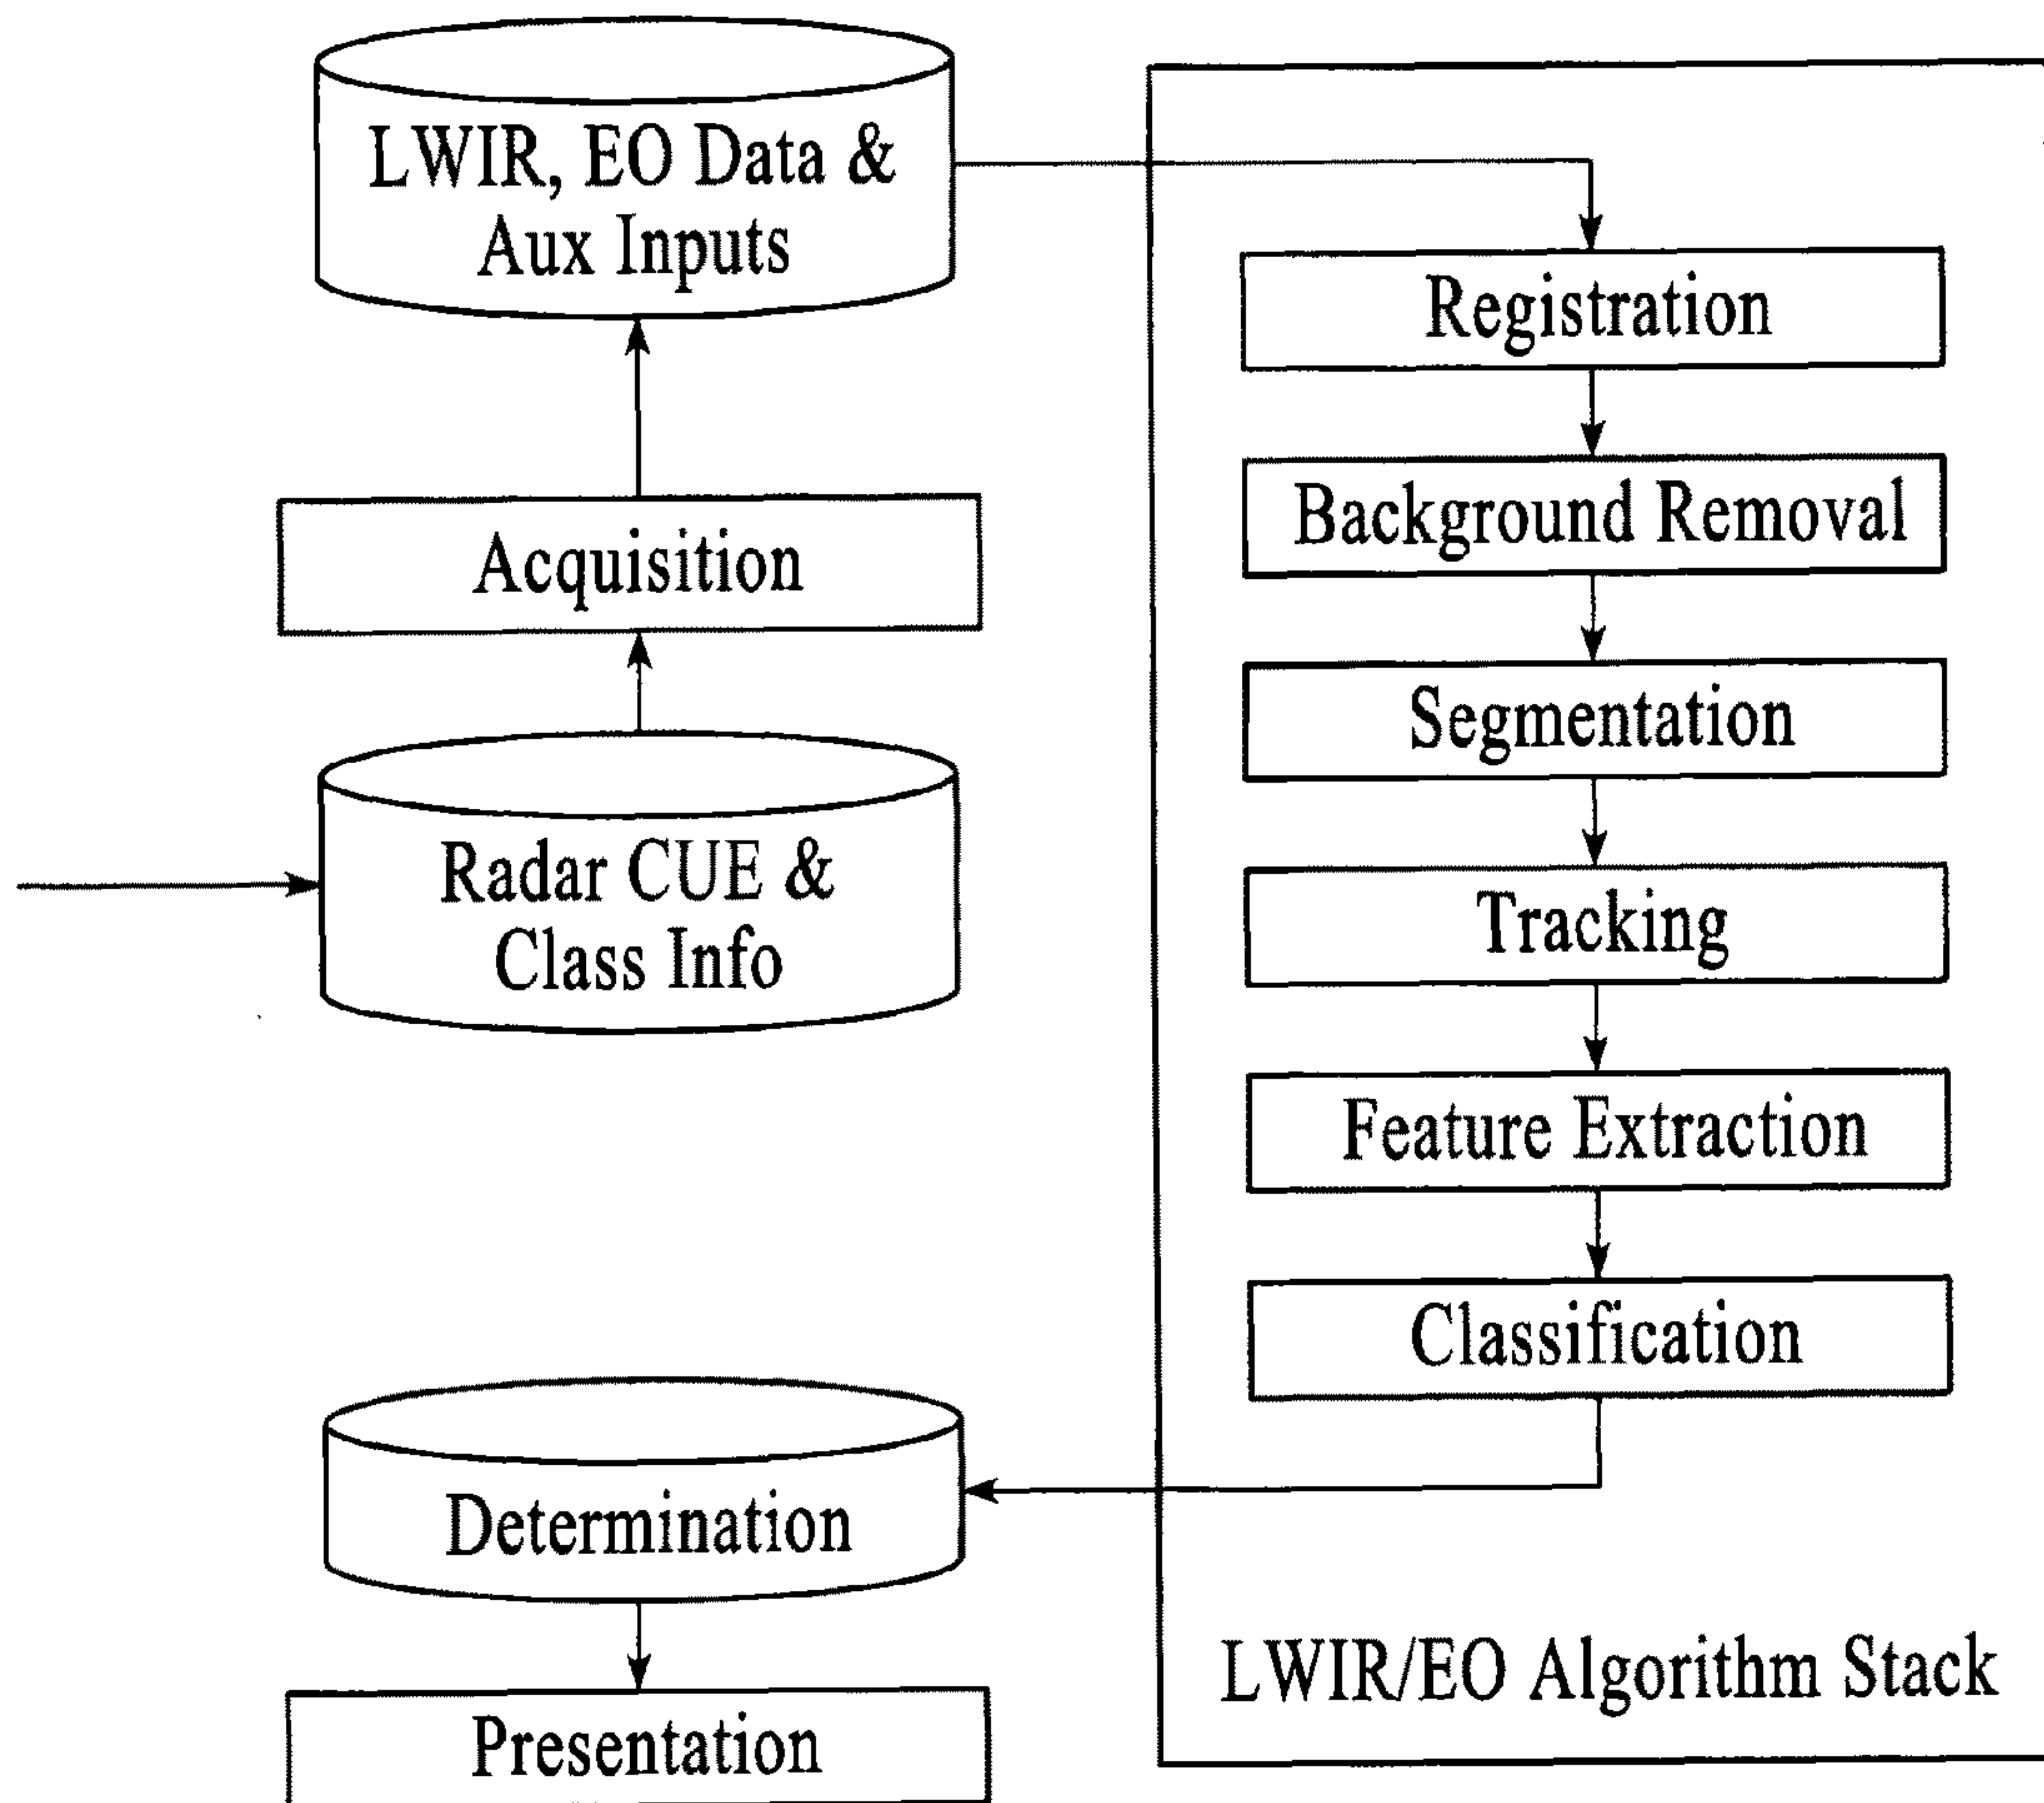 LWIR, EO Data &
Aux Inputs
Acquisition
Radar CUE &
Class Info
Determination
Presentation
Registration
Background Removal
Segmentation
Tracking
Feature Extraction
Classification
LWIR/EO Algorithm Stack